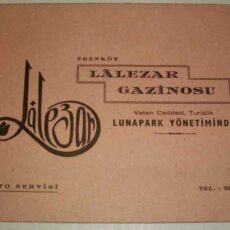 ERENKÖY
LÂLEZAR
GAZİNOSU
Vatan Caddesi, Turistik
LUNAPARK YÖNETİMİND
Lâlezar
TO SERVİSİ
TEL. :